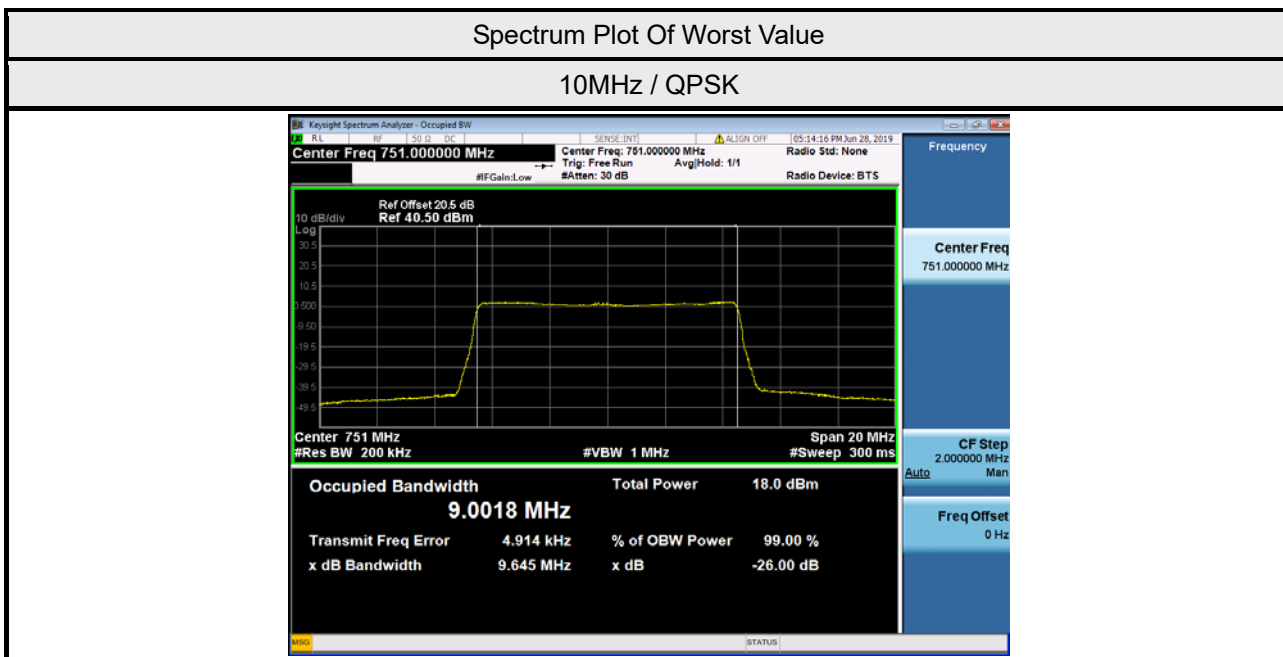 Spectrum Plot Of Worst Value
10MHz / QPSK
Keysight Spectrum Analyzer - Occupied BW
RL RF 50 Ω DC SENSE:INT ALIGN OFF 05:14:16 PM Jun 28, 2019
Center Freq 751.000000 MHz
Center Freq: 751.000000 MHz Radio Std: None
Trig: Free Run Avg|Hold: 1/1
#IFGain:Low #Atten: 30 dB Radio Device: BTS
Frequency
Ref Offset 20.5 dB
10 dB/div Ref 40.50 dBm
Log
30.5
20.5
10.5
0.500
-9.50
-19.5
-29.5
-39.5
-49.5
Center 751 MHz Span 20 MHz
#Res BW 200 kHz #VBW 1 MHz #Sweep 300 ms
Center Freq
751.000000 MHz
CF Step
2.000000 MHz
Auto Man
Freq Offset
0 Hz
Occupied Bandwidth Total Power 18.0 dBm
9.0018 MHz
Transmit Freq Error 4.914 kHz % of OBW Power 99.00 %
x dB Bandwidth 9.645 MHz x dB -26.00 dB
MSG STATUS